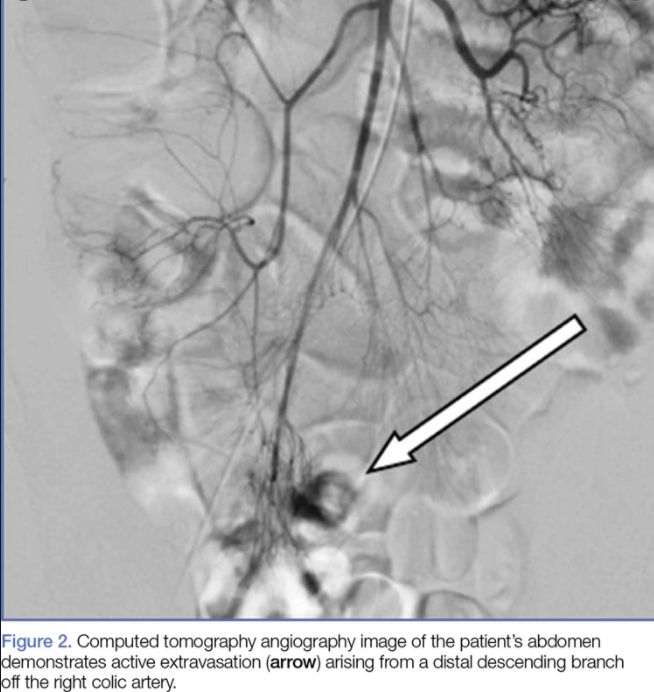 Figure 2. Computed tomography angiography image of the patient's abdomen
demonstrates active extravasation (arrow) arising from a distal descending branch
off the right colic artery.